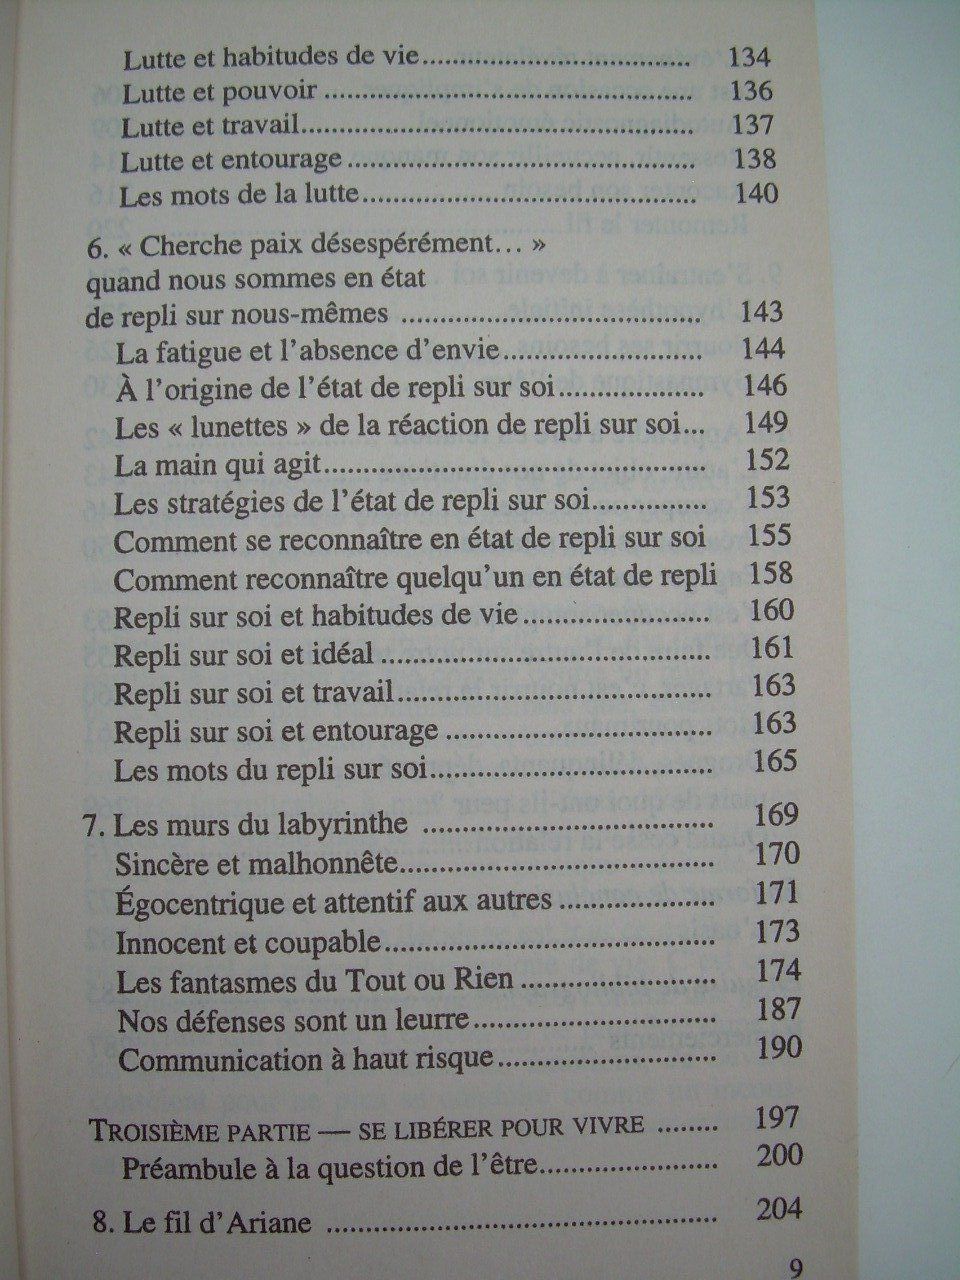 Lutte et habitudes de vie.................................... 134
Lutte et pouvoir ................................................ 136
Lutte et travail................................................... 137
Lutte et entourage ............................................. 138
Les mots de la lutte........................................... 140
6. « Cherche paix désespérément... »
quand nous sommes en état
de repli sur nous-mêmes ...................................... 143
La fatigue et l'absence d'envie.......................... 144
À l'origine de l'état de repli sur soi................... 146
Les « lunettes » de la réaction de repli sur soi... 149
La main qui agit................................................. 152
Les stratégies de l'état de repli sur soi............... 153
Comment se reconnaître en état de repli sur soi 155
Comment reconnaître quelqu'un en état de repli 158
Repli sur soi et habitudes de vie........................ 160
Repli sur soi et idéal .......................................... 161
Repli sur soi et travail......................................... 163
Repli sur soi et entourage .................................. 163
Les mots du repli sur soi.................................... 165
7. Les murs du labyrinthe ..................................... 169
Sincère et malhonnête........................................ 170
Égocentrique et attentif aux autres .................... 171
Innocent et coupable.......................................... 173
Les fantasmes du Tout ou Rien ......................... 174
Nos défenses sont un leurre............................... 187
Communication à haut risque............................ 190
TROISIÈME PARTIE — SE LIBÉRER POUR VIVRE ........ 197
Préambule à la question de l'être....................... 200
8. Le fil d'Ariane .................................................. 204
9